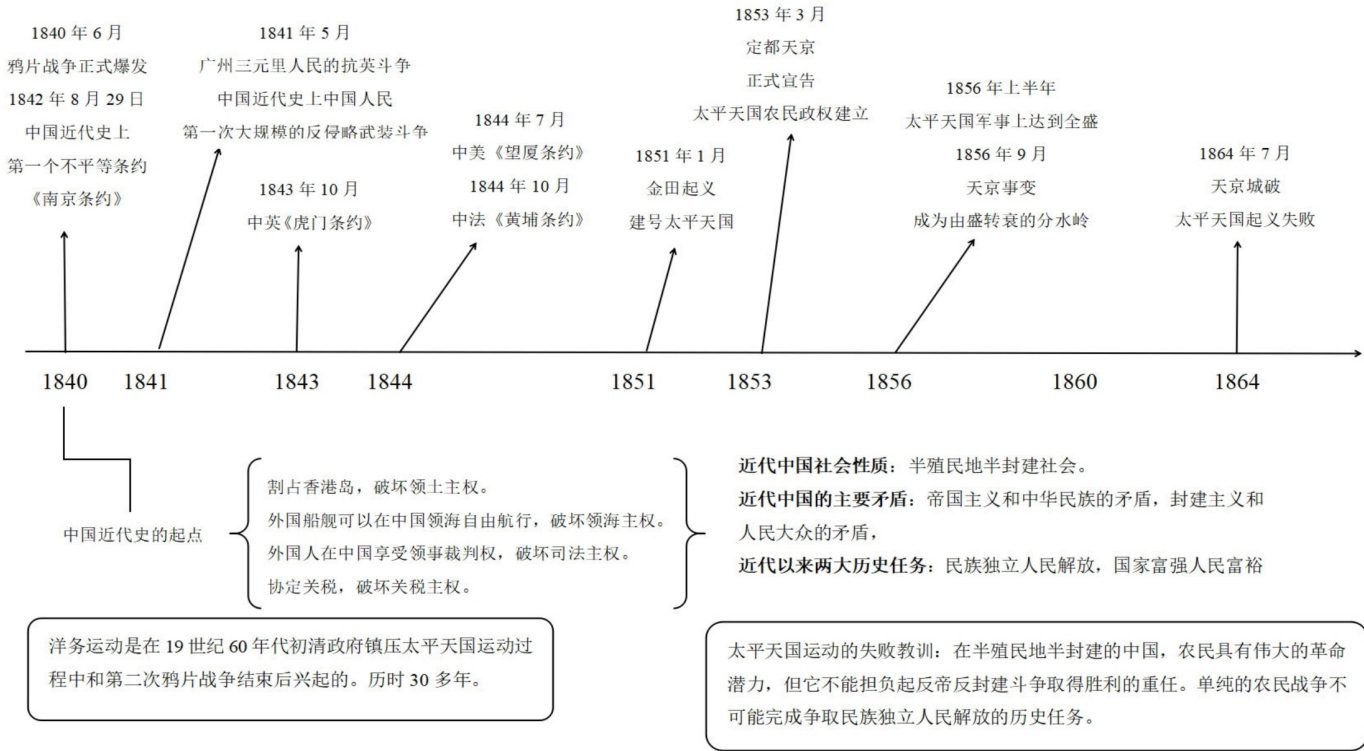 1840 年 6 月
鸦片战争正式爆发
1842 年 8 月 29 日
中国近代史上
第一个不平等条约
《南京条约》
1841 年 5 月
广州三元里人民的抗英斗争
中国近代史上中国人民
第一次大规模的反侵略武装斗争
1843 年 10 月
中英《虎门条约》
1844 年 7 月
中美《望厦条约》
1844 年 10 月
中法《黄埔条约》
1851 年 1 月
金田起义
建号太平天国
1853 年 3 月
定都天京
正式宣告
太平天国农民政权建立
1856 年上半年
太平天国军事上达到全盛
1856 年 9 月
天京事变
成为由盛转衰的分水岭
1864 年 7 月
天京城破
太平天国起义失败
1840 1841 1843 1844 1851 1853 1856 1860 1864
中国近代史的起点
割占香港岛，破坏领土主权。
外国船舰可以在中国领海自由航行，破坏领海主权。
外国人在中国享受领事裁判权，破坏司法主权。
协定关税，破坏关税主权。
近代中国社会性质：半殖民地半封建社会。
近代中国的主要矛盾：帝国主义和中华民族的矛盾，封建主义和
人民大众的矛盾，
近代以来两大历史任务：民族独立人民解放，国家富强人民富裕
洋务运动是在 19 世纪 60 年代初清政府镇压太平天国运动过
程中和第二次鸦片战争结束后兴起的。历时 30 多年。
太平天国运动的失败教训：在半殖民地半封建的中国，农民具有伟大的革命
潜力，但它不能担负起反帝反封建斗争取得胜利的重任。单纯的农民战争不
可能完成争取民族独立人民解放的历史任务。